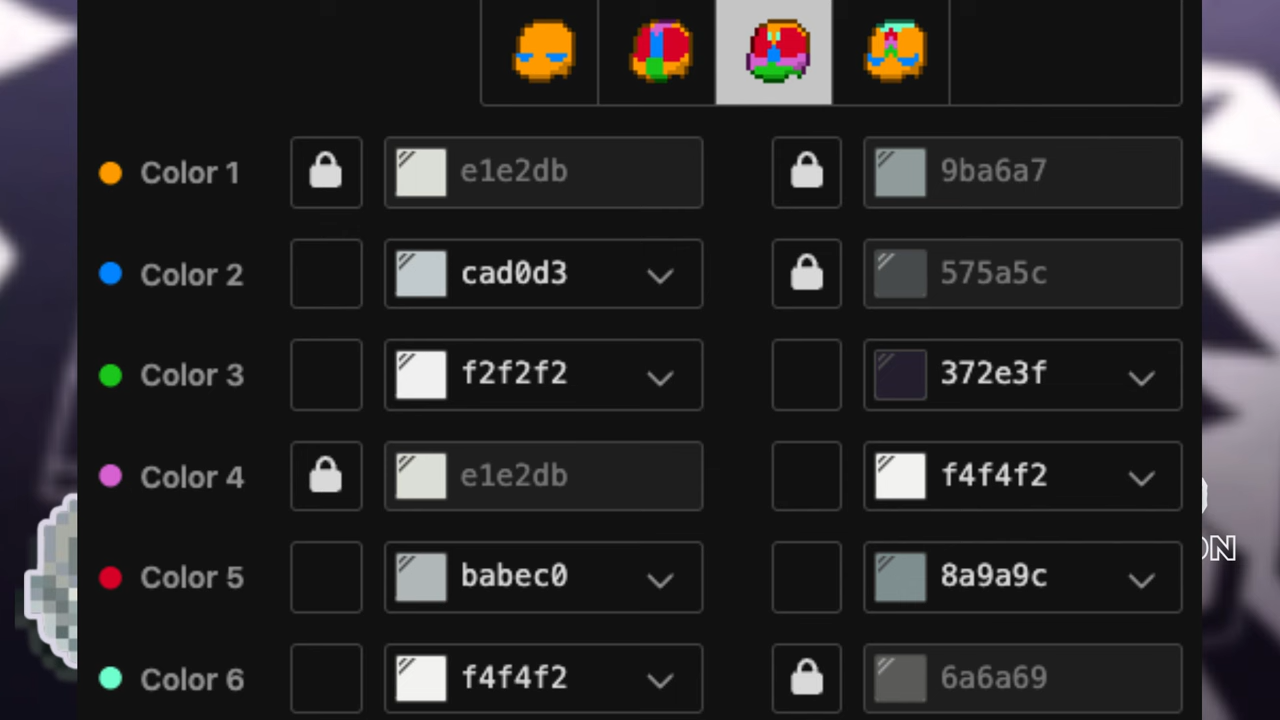 Color 1 e1e2db 9ba6a7
Color 2 cad0d3 575a5c
Color 3 f2f2f2 372e3f
Color 4 e1e2db f4f4f2
Color 5 babec0 8a9a9c
ON
Color 6 f4f4f2 6a6a69